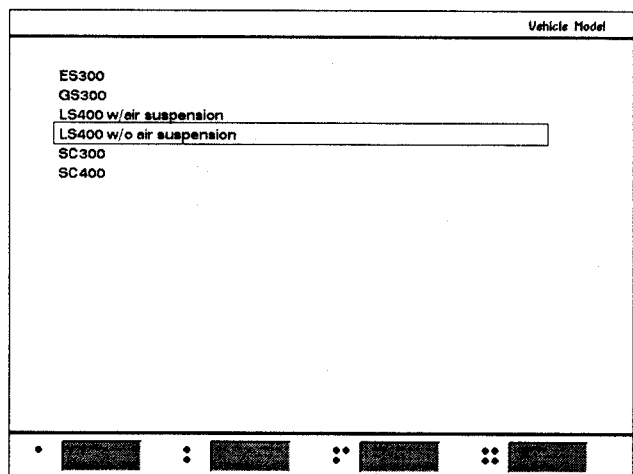 Vehicle Model
ES300
GS300
LS400 w/air suspension
LS400 w/o air suspension
SC300
SC400